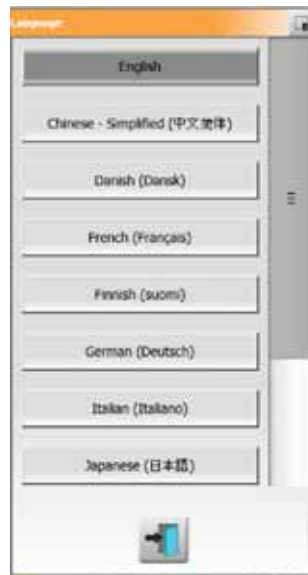 Language
English
Chinese - Simplified (中文简体)
Danish (Dansk)
French (Français)
Finnish (suomi)
German (Deutsch)
Italian (Italiano)
Japanese (日本語)